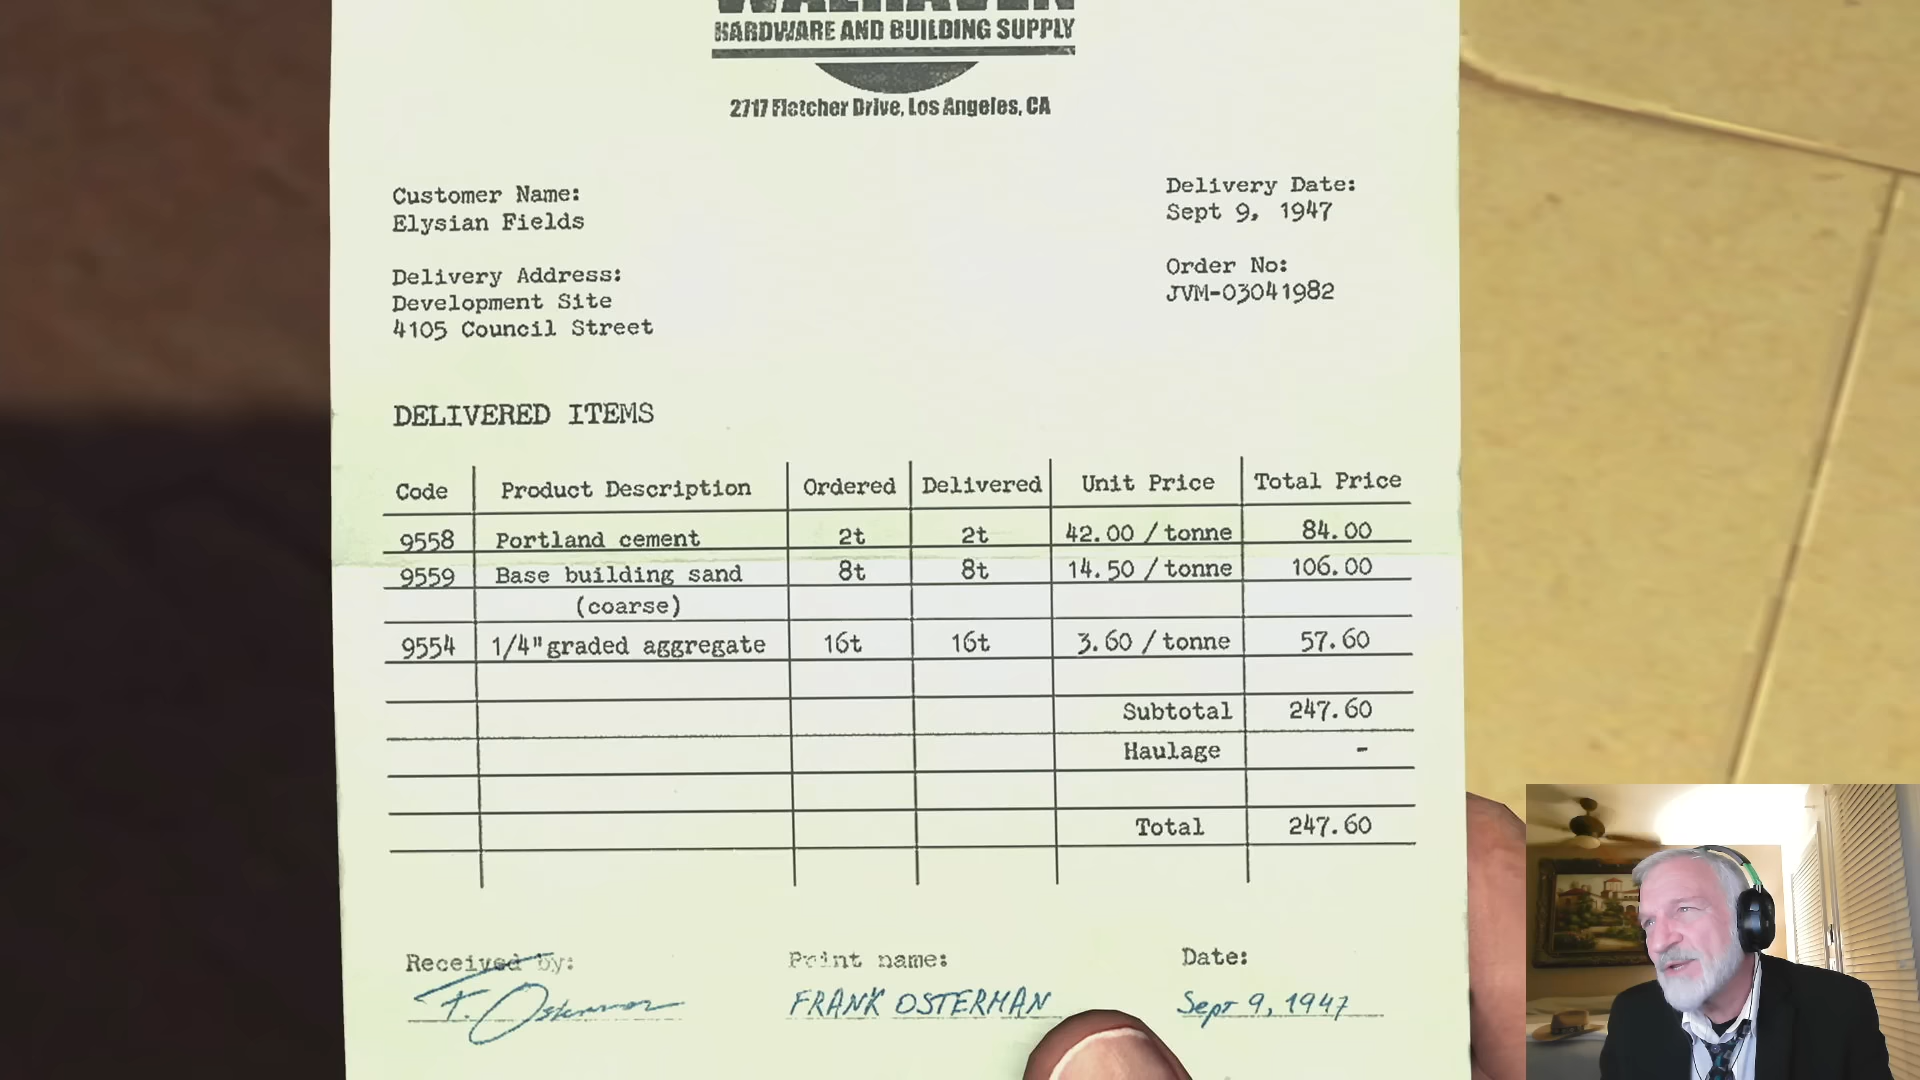 HARDWARE AND BUILDING SUPPLY
2717 Fletcher Drive, Los Angeles, CA
Customer Name:
Elysian Fields
Delivery Date:
Sept 9, 1947
Delivery Address:
Development Site
4105 Council Street
Order No:
JVM-03041982
DELIVERED ITEMS
Code Product Description Ordered Delivered Unit Price Total Price
9558 Portland cement 2t 2t 42.00 / tonne 84.00
9559 Base building sand 8t 8t 14.50 / tonne 106.00
(coarse)
9554 1/4" graded aggregate 16t 16t 3.60 / tonne 57.60
Subtotal 247.60
Haulage -
Total 247.60
Received by: Print name: Date:
F. Osterman FRANK OSTERMAN Sept 9, 1947